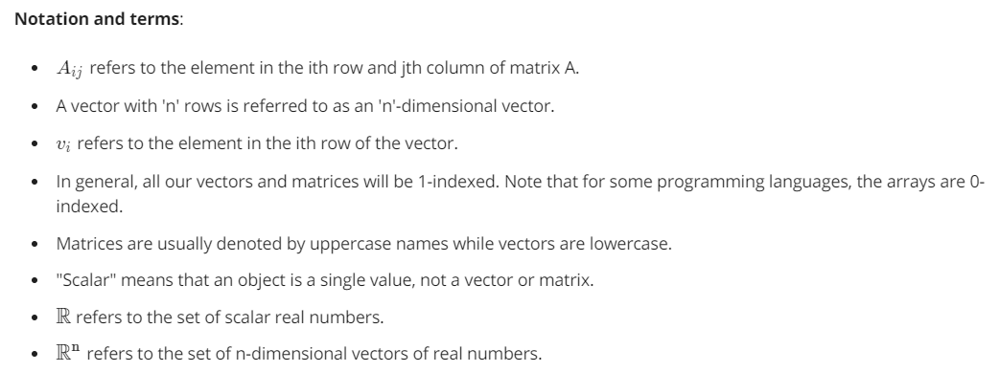 Notation and terms:
• A_{ij} refers to the element in the ith row and jth column of matrix A.
• A vector with 'n' rows is referred to as an 'n'-dimensional vector.
• v_i refers to the element in the ith row of the vector.
• In general, all our vectors and matrices will be 1-indexed. Note that for some programming languages, the arrays are 0-
indexed.
• Matrices are usually denoted by uppercase names while vectors are lowercase.
• "Scalar" means that an object is a single value, not a vector or matrix.
• ℝ refers to the set of scalar real numbers.
• ℝⁿ refers to the set of n-dimensional vectors of real numbers.